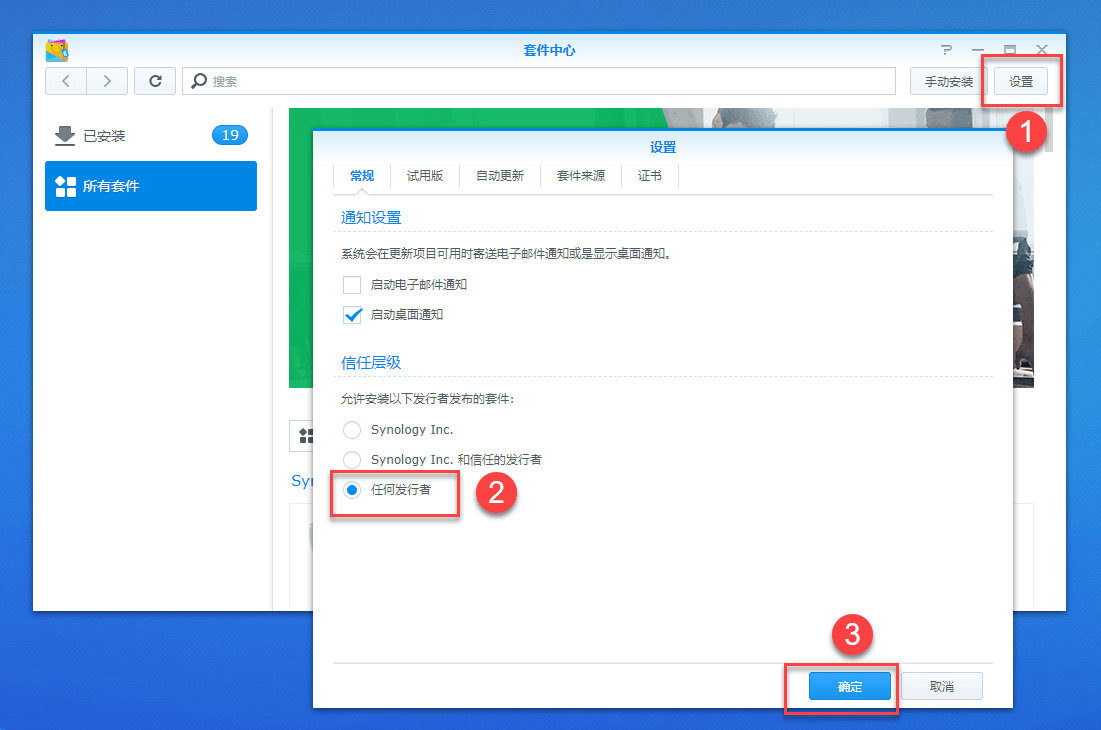 套件中心
搜索
手动安装
设置
1
已安装 19
所有套件
设置
常规 试用版 自动更新 套件来源 证书
通知设置
系统会在更新项目可用时寄送电子邮件通知或是显示桌面通知。
启动电子邮件通知
启动桌面通知
信任层级
允许安装以下发行者发布的套件:
Synology Inc.
Synology Inc. 和信任的发行者
任何发行者
2
3
确定 取消